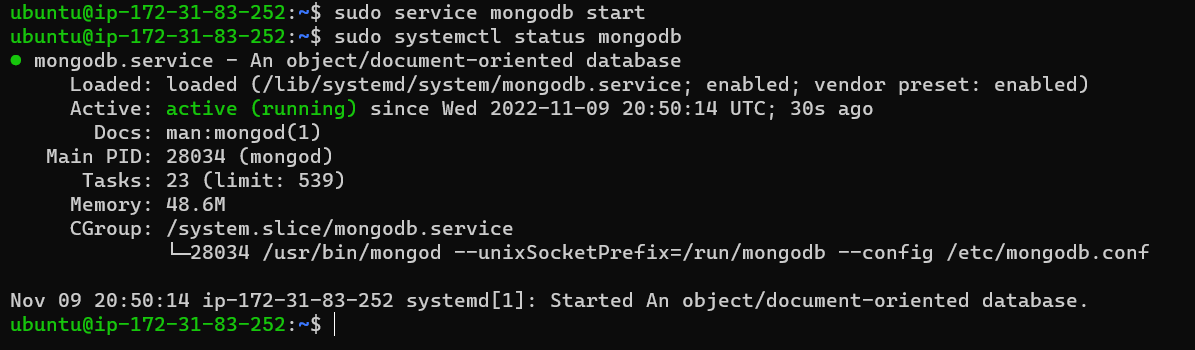 ubuntu@ip-172-31-83-252:~$ sudo service mongodb start
ubuntu@ip-172-31-83-252:~$ sudo systemctl status mongodb
● mongodb.service - An object/document-oriented database
     Loaded: loaded (/lib/systemd/system/mongodb.service; enabled; vendor preset: enabled)
     Active: active (running) since Wed 2022-11-09 20:50:14 UTC; 30s ago
       Docs: man:mongod(1)
   Main PID: 28034 (mongod)
      Tasks: 23 (limit: 539)
     Memory: 48.6M
     CGroup: /system.slice/mongodb.service
             └─28034 /usr/bin/mongod --unixSocketPrefix=/run/mongodb --config /etc/mongodb.conf

Nov 09 20:50:14 ip-172-31-83-252 systemd[1]: Started An object/document-oriented database.
ubuntu@ip-172-31-83-252:~$